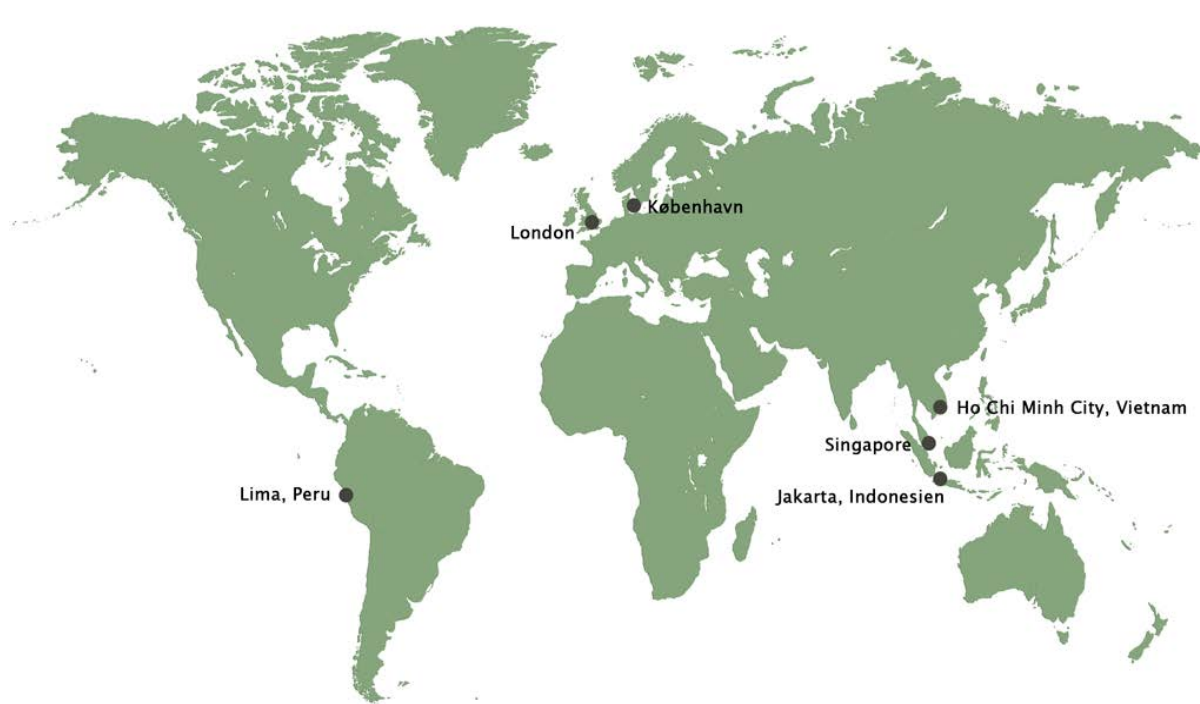 København
London
Ho Chi Minh City, Vietnam
Singapore
Lima, Peru
Jakarta, Indonesien